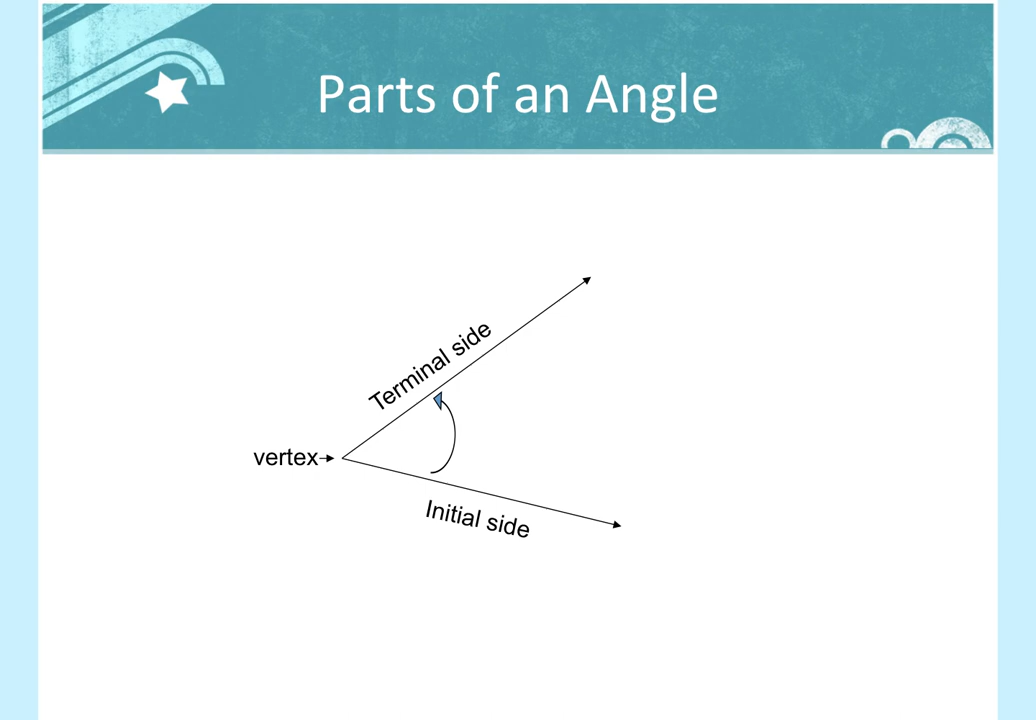 Parts of an Angle
Terminal side
vertex
Initial side